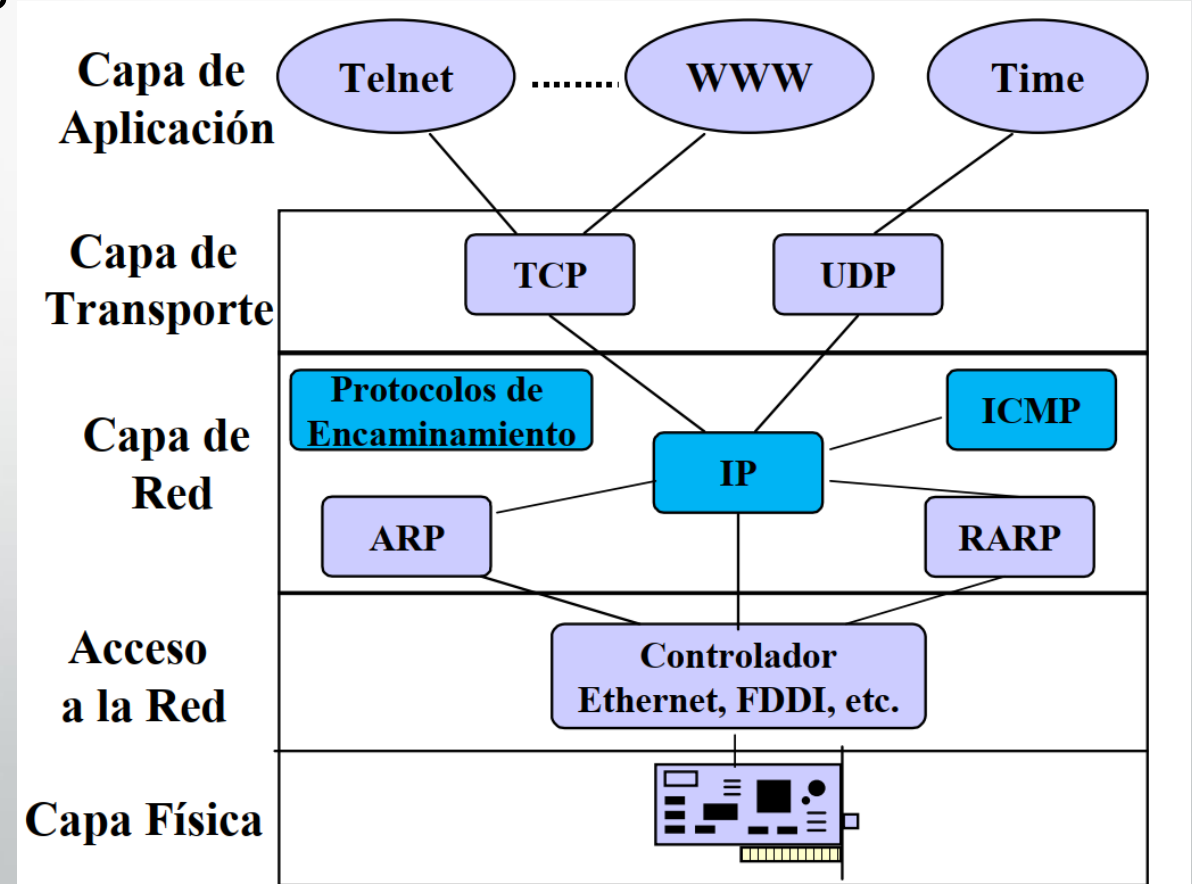 Capa de
Aplicación
Telnet
WWW
Time
Capa de
Transporte
TCP
UDP
Capa de
Red
Protocolos de
Encaminamiento
ICMP
IP
ARP
RARP
Acceso
a la Red
Controlador
Ethernet, FDDI, etc.
Capa Física